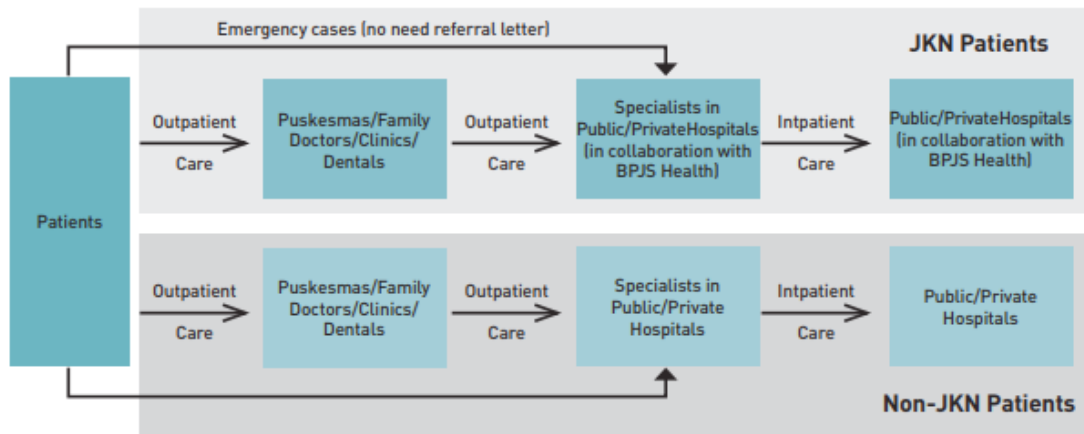 Emergency cases (no need referral letter)
JKN Patients
Patients
Outpatient
Care
Puskesmas/Family
Doctors/Clinics/
Dentals
Outpatient
Care
Specialists in
Public/PrivateHospitals
(in collaboration with
BPJS Health)
Intpatient
Care
Public/PrivateHospitals
(in collaboration with
BPJS Health)
Outpatient
Care
Puskesmas/Family
Doctors/Clinics/
Dentals
Outpatient
Care
Specialists in
Public/Private
Hospitals
Intpatient
Care
Public/Private
Hospitals
Non-JKN Patients